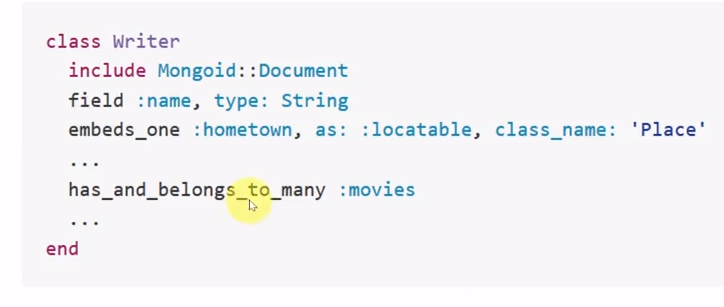 class Writer
include Mongoid::Document
field :name, type: String
embeds_one :hometown, as: :locatable, class_name: 'Place'
...
has_and_belongs_to_many :movies
...
end